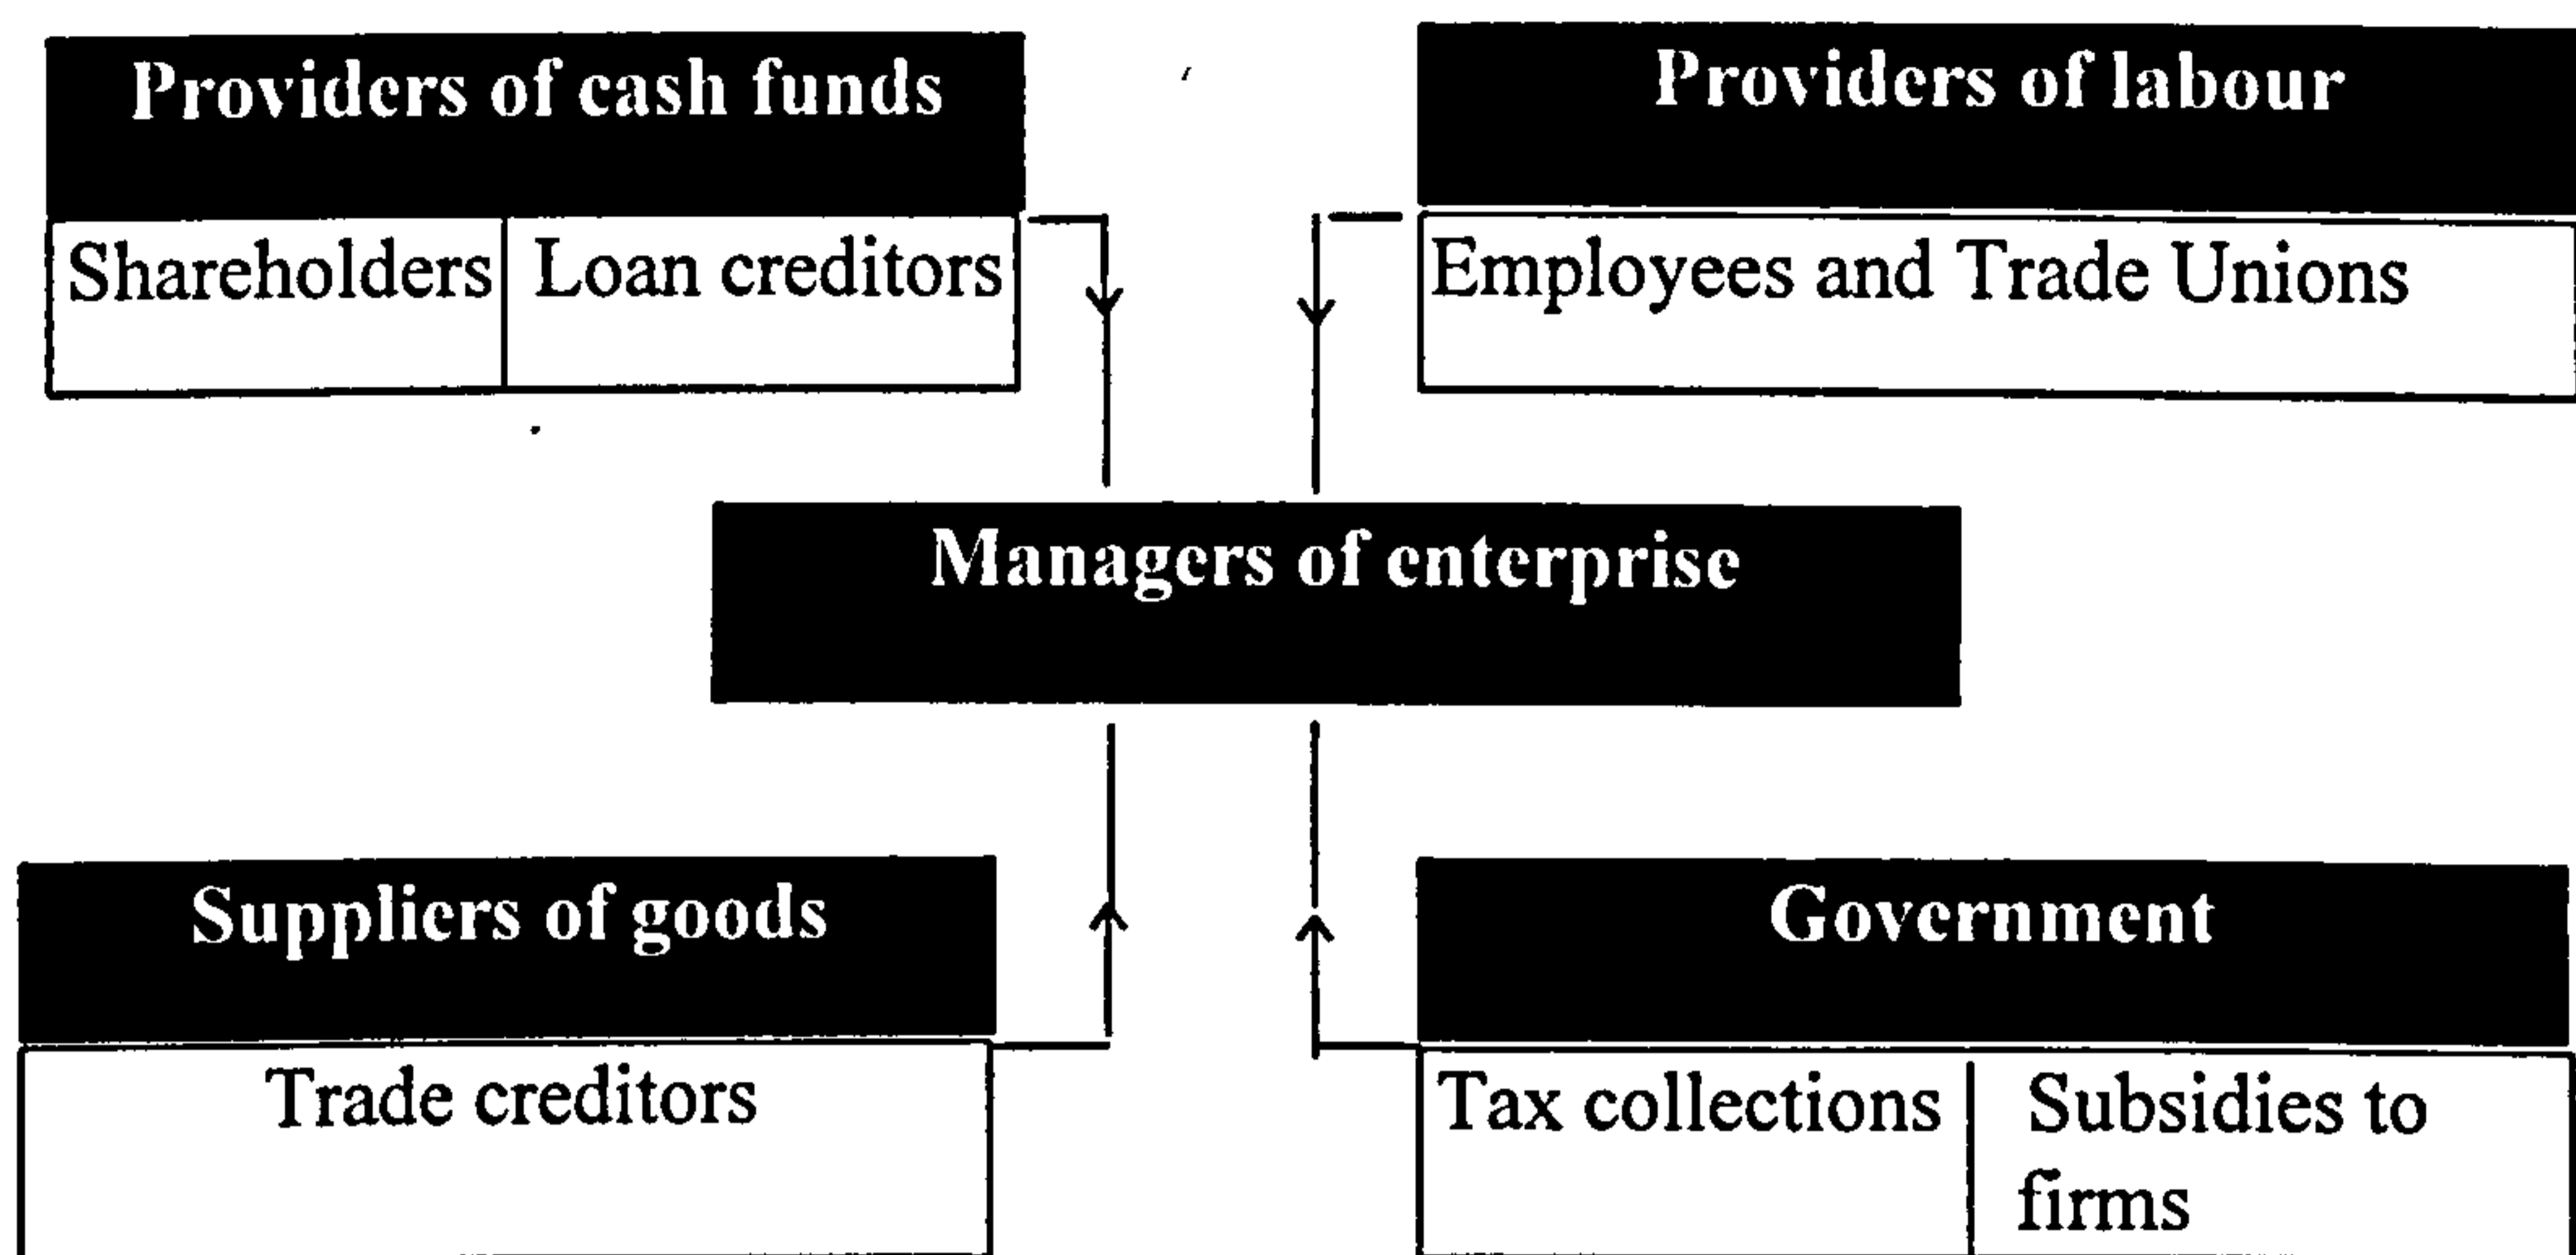 Providers of cash funds
Providers of labour
Shareholders
Loan creditors
Employees and Trade Unions
Managers of enterprise
Suppliers of goods
Government
Trade creditors
Tax collections
Subsidies to
firms